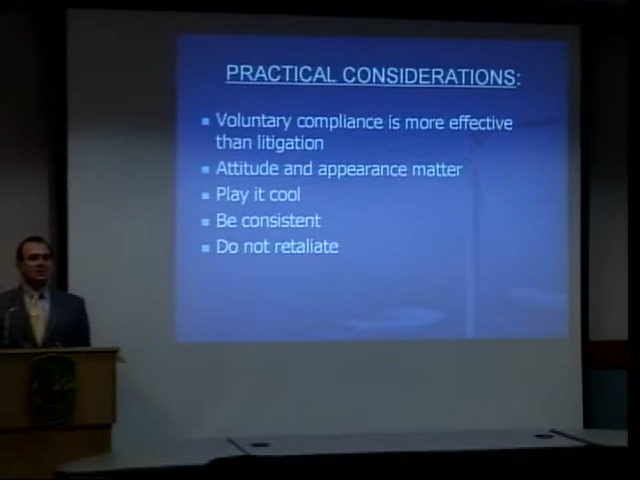 PRACTICAL CONSIDERATIONS:
Voluntary compliance is more effective
than litigation
Attitude and appearance matter
Play it cool
Be consistent
Do not retaliate